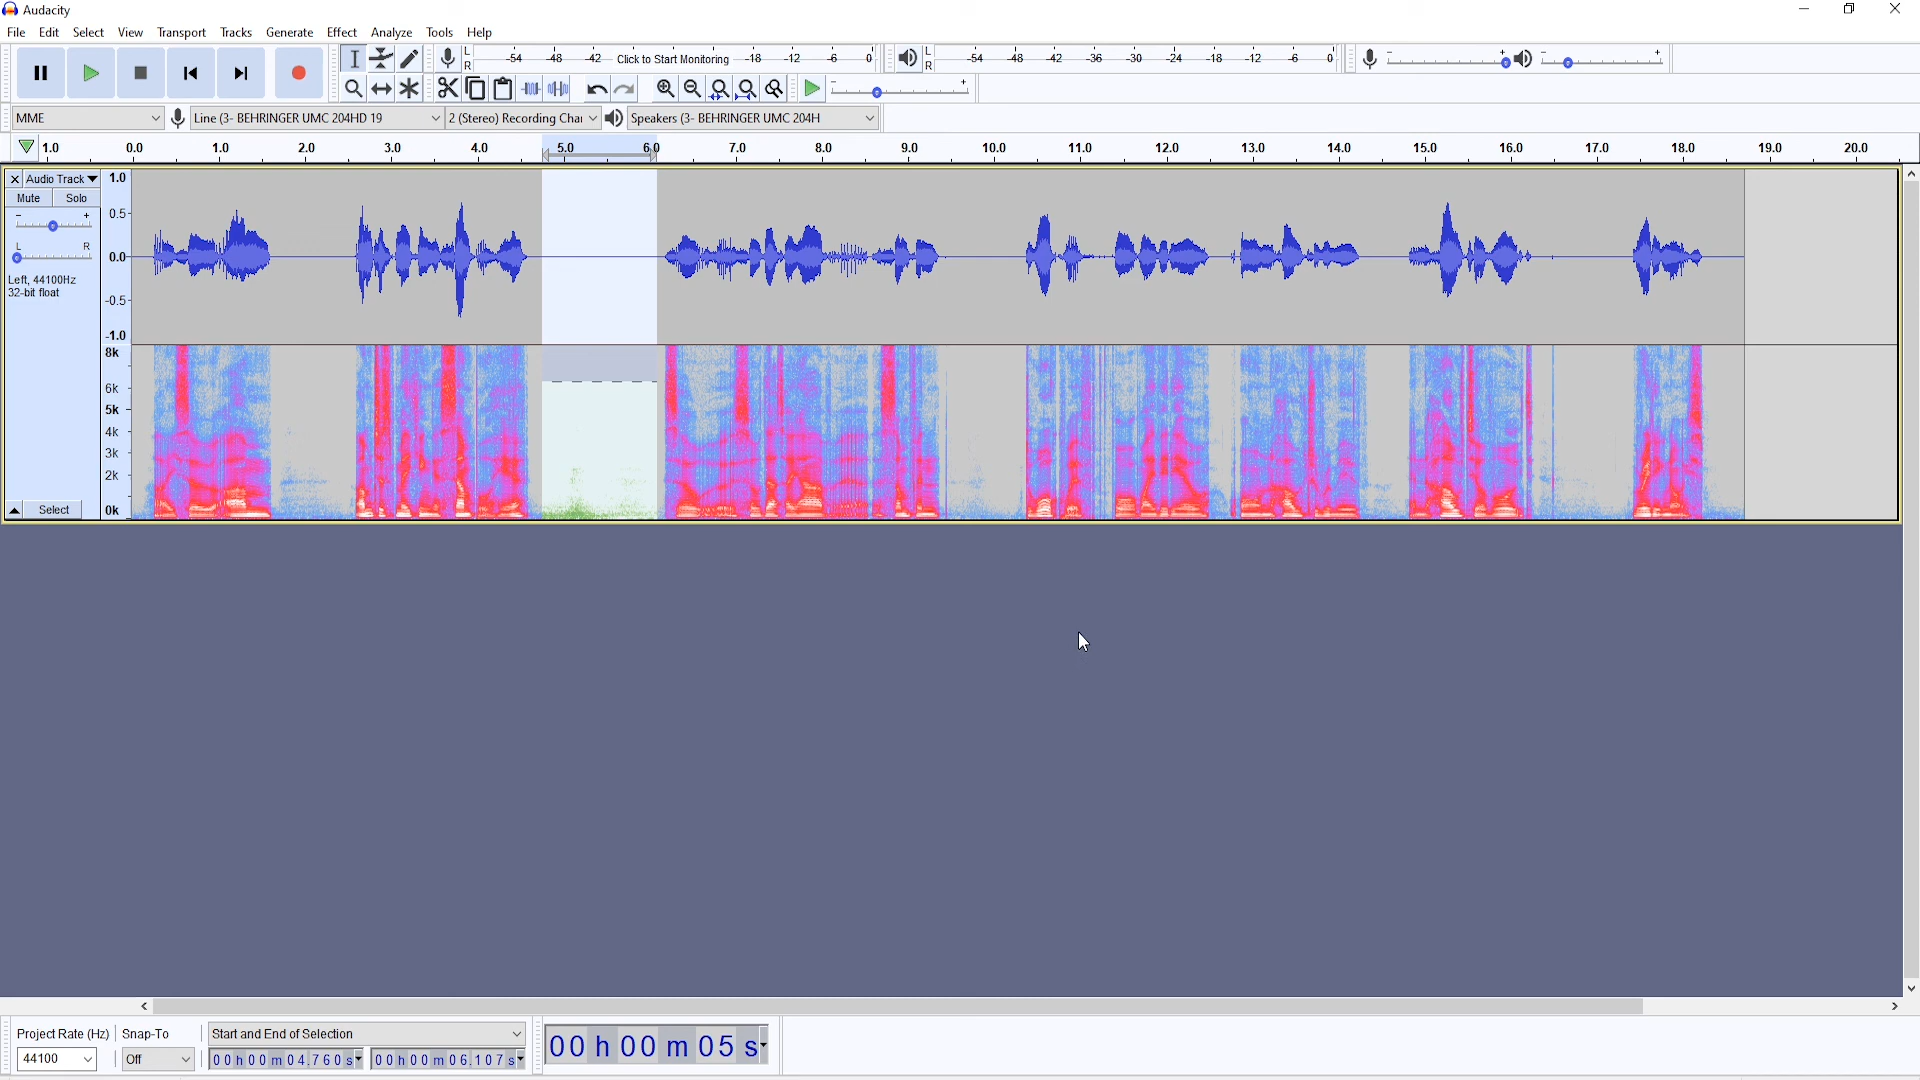 Audacity
File Edit Select View Transport Tracks Generate Effect Analyze Tools Help
L R -54 -48 -42 Click to Start Monitoring -18 -12 -6 0 L R -54 -48 -42 -36 -30 -24 -18 -12 -6 0 - + - +
- +
MME Line (3- BEHRINGER UMC 204HD 19 2 (Stereo) Recording Chai Speakers (3- BEHRINGER UMC 204H
1.0 0.0 1.0 2.0 3.0 4.0 5.0 6.0 7.0 8.0 9.0 10.0 11.0 12.0 13.0 14.0 15.0 16.0 17.0 18.0 19.0 20.0
Audio Track 1.0
Mute Solo
- + 0.5
L R 0.0
Left, 44100Hz
32-bit float -0.5
-1.0
8k
6k
5k
4k
3k
2k
Select 0k
Project Rate (Hz) Snap-To Start and End of Selection
44100 Off 00h00m04.760s 00h00m06.107s 00 h 00 m 05 s